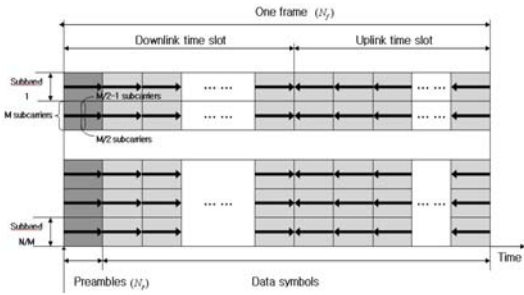 One frame (N_f)
Downlink time slot
Uplink time slot
Subband
1
M/2-1 subcarriers
M subcarriers
M/2 subcarriers
... ...
... ...
... ...
... ...
Subband
N/M
Time
Preambles (N_p)
Data symbols